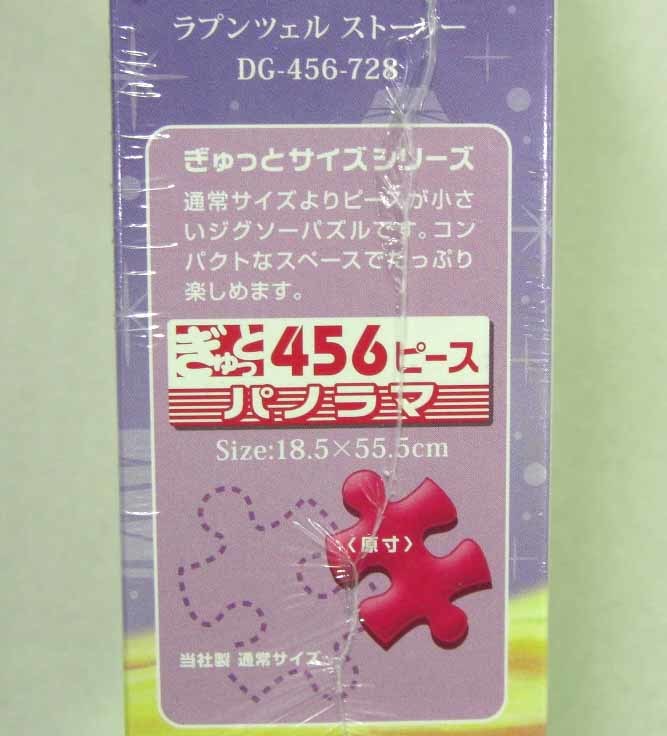 ラプンツェル ストーリー
DG-456-728
ぎゅっとサイズシリーズ
通常サイズよりピースが小さ
いジグソーパズルです。コン
パクトなスペースでたっぷり
楽しめます。
ぎゅっと456ピース
パノラマ
Size:18.5×55.5cm
〈原寸〉
当社製 通常サイズ